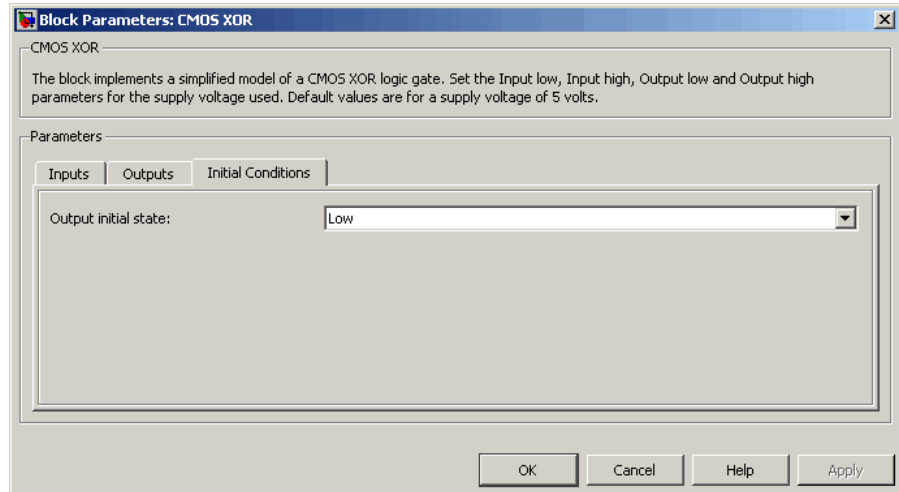 Block Parameters: CMOS XOR
CMOS XOR
The block implements a simplified model of a CMOS XOR logic gate. Set the Input low, Input high, Output low and Output high
parameters for the supply voltage used. Default values are for a supply voltage of 5 volts.
Parameters
Inputs Outputs Initial Conditions
Output initial state: Low
OK Cancel Help Apply